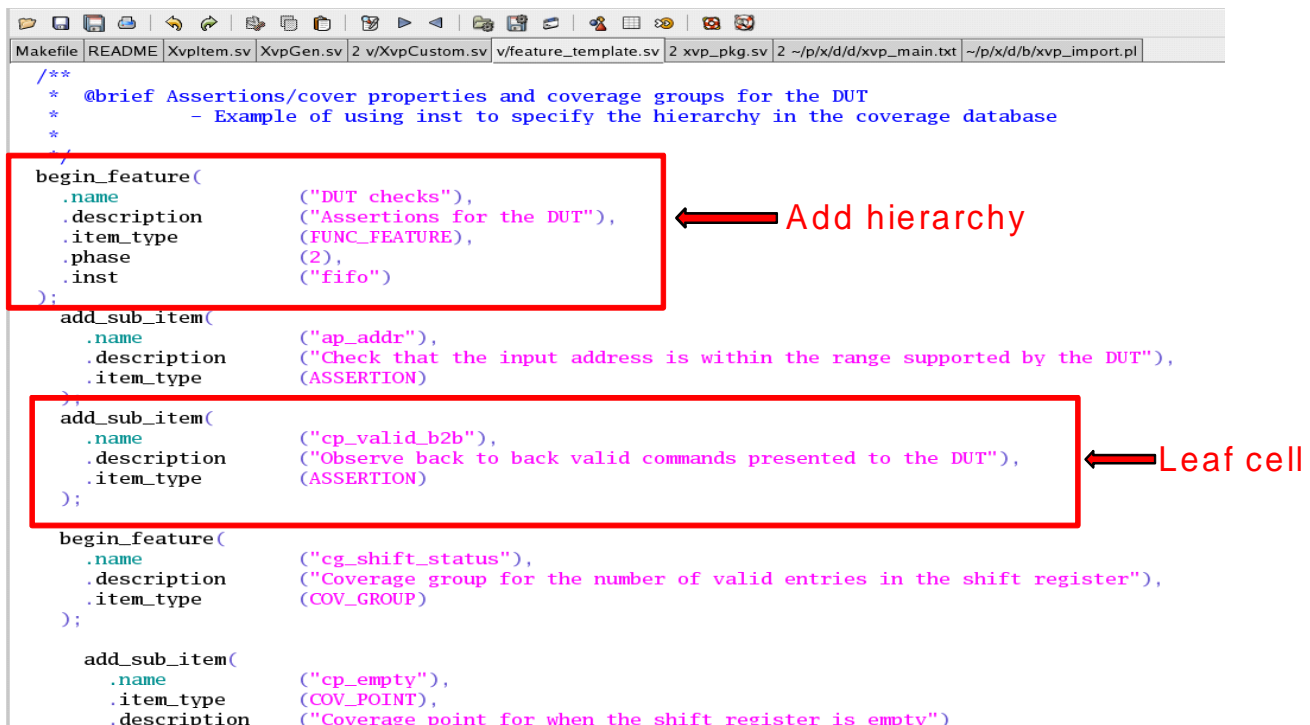 Makefile README XvpItem.sv XvpGen.sv 2 v/XvpCustom.sv v/feature_template.sv 2 xvp_pkg.sv 2 ~/p/x/d/d/xvp_main.txt ~/p/x/d/b/xvp_import.pl
/**
* @brief Assertions/cover properties and coverage groups for the DUT
* - Example of using inst to specify the hierarchy in the coverage database
*
*/
begin_feature(
.name ("DUT checks"),
.description ("Assertions for the DUT"),
.item_type (FUNC_FEATURE),
.phase (2),
.inst ("fifo")
);
Add hierarchy
add_sub_item(
.name ("ap_addr"),
.description ("Check that the input address is within the range supported by the DUT"),
.item_type (ASSERTION)
);
add_sub_item(
.name ("cp_valid_b2b"),
.description ("Observe back to back valid commands presented to the DUT"),
.item_type (ASSERTION)
);
Leaf cell
begin_feature(
.name ("cg_shift_status"),
.description ("Coverage group for the number of valid entries in the shift register"),
.item_type (COV_GROUP)
);
add_sub_item(
.name ("cp_empty"),
.item_type (COV_POINT),
.description ("Coverage point for when the shift register is empty")